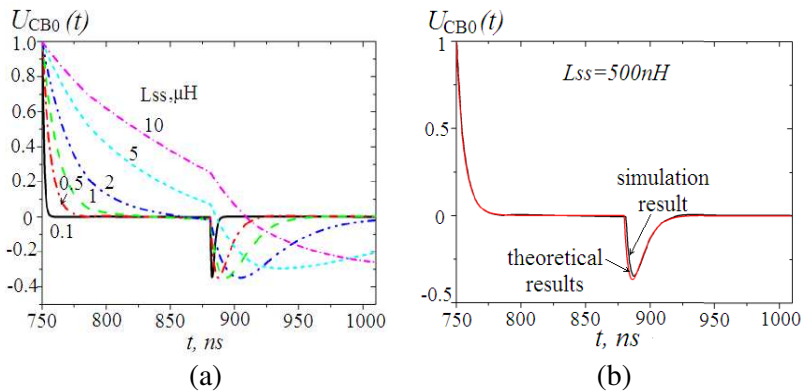 U_CB0 (t)
1.0
0.8
0.6
0.4
0.2
0
-0.2
-0.4
Lss,μH
10
5
0.5
2
1
0.1
750
800
850
900
950
1000
t, ns
(a)
U_CB0 (t)
1
0.5
0
-0.5
Lss=500nH
simulation
result
theoretical
results
750
800
850
900
950
1000
t, ns
(b)